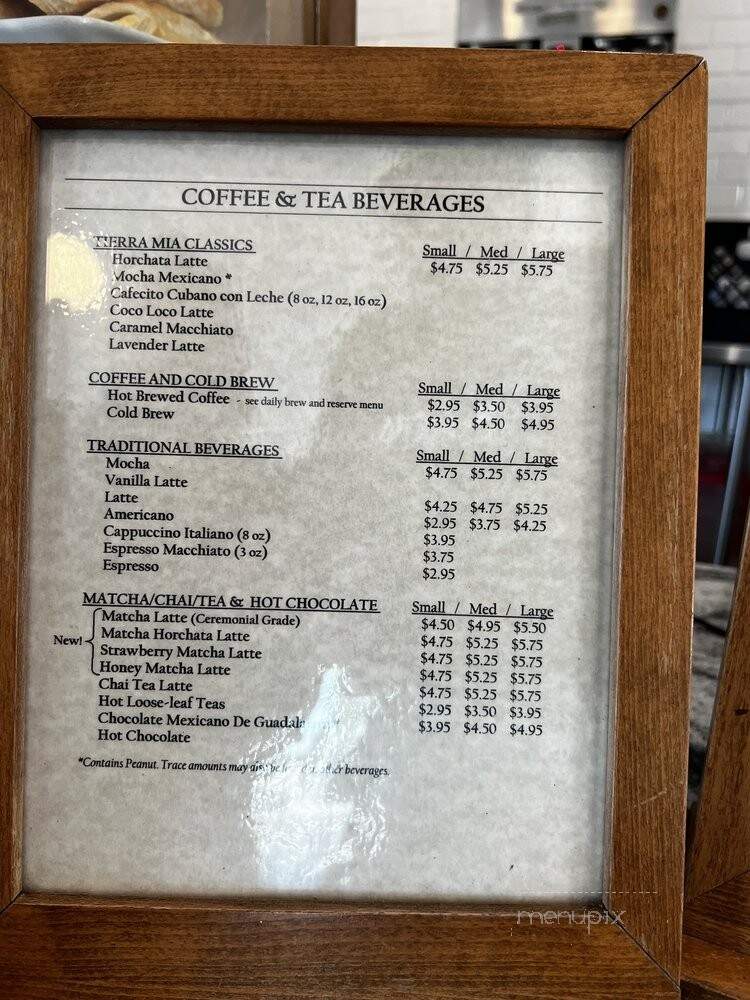 COFFEE & TEA BEVERAGES
TIERRA MIA CLASSICS Small / Med / Large
Horchata Latte $4.75 $5.25 $5.75
Mocha Mexicano *
Cafecito Cubano con Leche (8 oz, 12 oz, 16 oz)
Coco Loco Latte
Caramel Macchiato
Lavender Latte
COFFEE AND COLD BREW Small / Med / Large
Hot Brewed Coffee - see daily brew and reserve menu $2.95 $3.50 $3.95
Cold Brew $3.95 $4.50 $4.95
TRADITIONAL BEVERAGES Small / Med / Large
Mocha $4.75 $5.25 $5.75
Vanilla Latte
Latte $4.25 $4.75 $5.25
Americano $2.95 $3.75 $4.25
Cappuccino Italiano (8 oz) $3.95
Espresso Macchiato (3 oz) $3.75
Espresso $2.95
MATCHA/CHAI/TEA & HOT CHOCOLATE Small / Med / Large
Matcha Latte (Ceremonial Grade) $4.50 $4.95 $5.50
New! Matcha Horchata Latte $4.75 $5.25 $5.75
Strawberry Matcha Latte $4.75 $5.25 $5.75
Honey Matcha Latte $4.75 $5.25 $5.75
Chai Tea Latte $4.75 $5.25 $5.75
Hot Loose-leaf Teas $2.95 $3.50 $3.95
Chocolate Mexicano De $3.95 $4.50 $4.95
Hot Chocolate
*Contains Peanut. Trace amounts may also be other beverages.
menupix